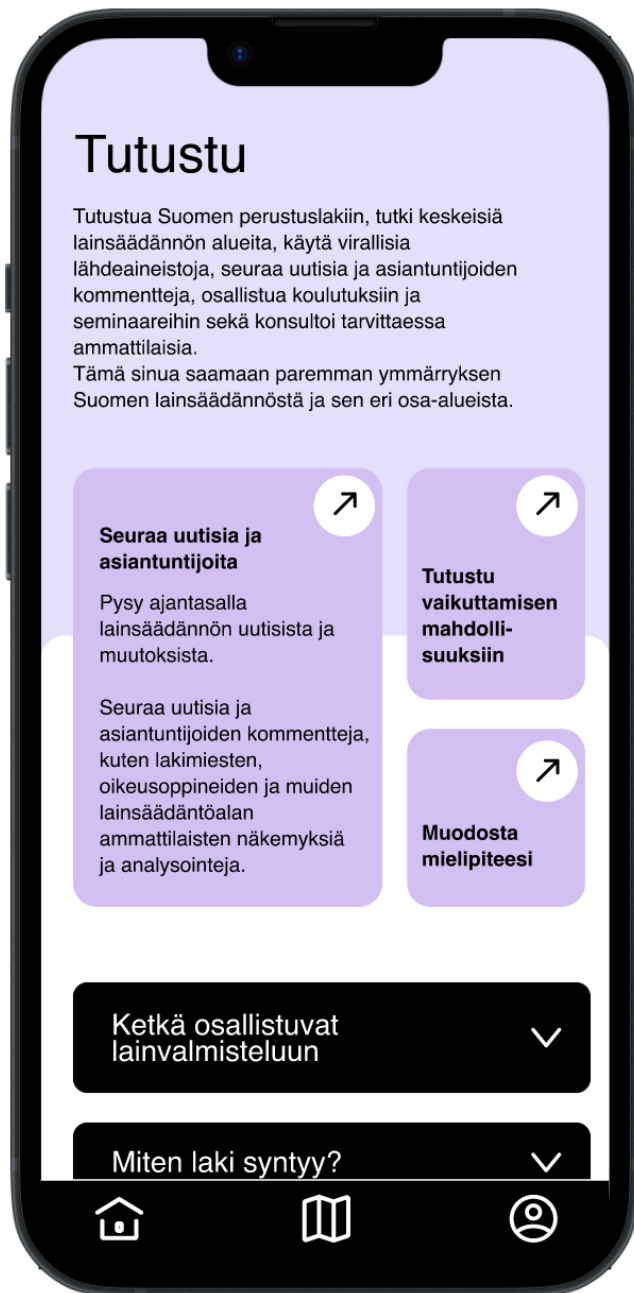 Tutustu
Tutustua Suomen perustuslakiin, tutki keskeisiä
lainsäädännön alueita, käytä virallisia
lähdeaineistoja, seuraa uutisia ja asiantuntijoiden
kommentteja, osallistua koulutuksiin ja
seminaareihin sekä konsultoi tarvittaessa
ammattilaisia.
Tämä sinua saamaan paremman ymmärryksen
Suomen lainsäädännöstä ja sen eri osa-alueista.
Seuraa uutisia ja
asiantuntijoita
Pysy ajantasalla
lainsäädännön uutisista ja
muutoksista.
Seuraa uutisia ja
asiantuntijoiden kommentteja,
kuten lakimiesten,
oikeusoppineiden ja muiden
lainsäädäntöalan
ammattilaisten näkemyksiä
ja analysointeja.
Tutustu
vaikuttamisen
mahdolli-
suuksiin
Muodosta
mielipiteesi
Ketkä osallistuvat
lainvalmisteluun
Miten laki syntyy?